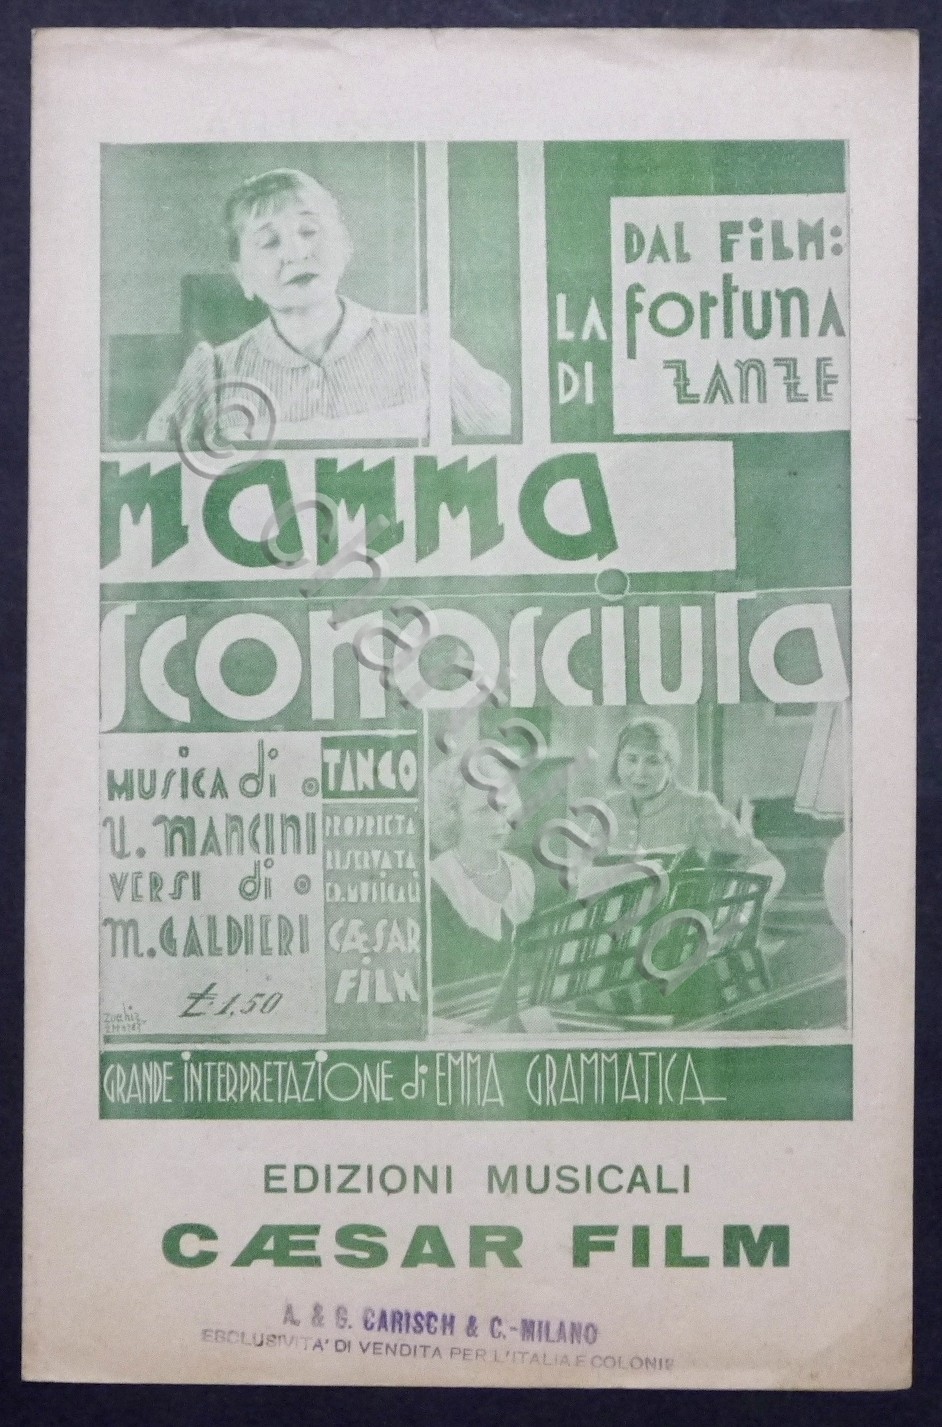 DAL FiLM:
LA fortuna
DI ZANZE
mamma
sconosciuta
MUSICA di
U. MANCINI
VERSI di
M. GALDIERI
£ 1,50
TANGO
PROPRIETÀ
RISERVATA
ED. MUSICALI
CÆSAR
FiLM
GRANDE iNTERPRETAZiONE di EMMA GRAMMATICA
EDIZIONI MUSICALI
CÆSAR FILM
A. & G. CARISCH & C.-MILANO
ESCLUSIVITA' DI VENDITA PER L'ITALIA E COLONIE
© chartaland